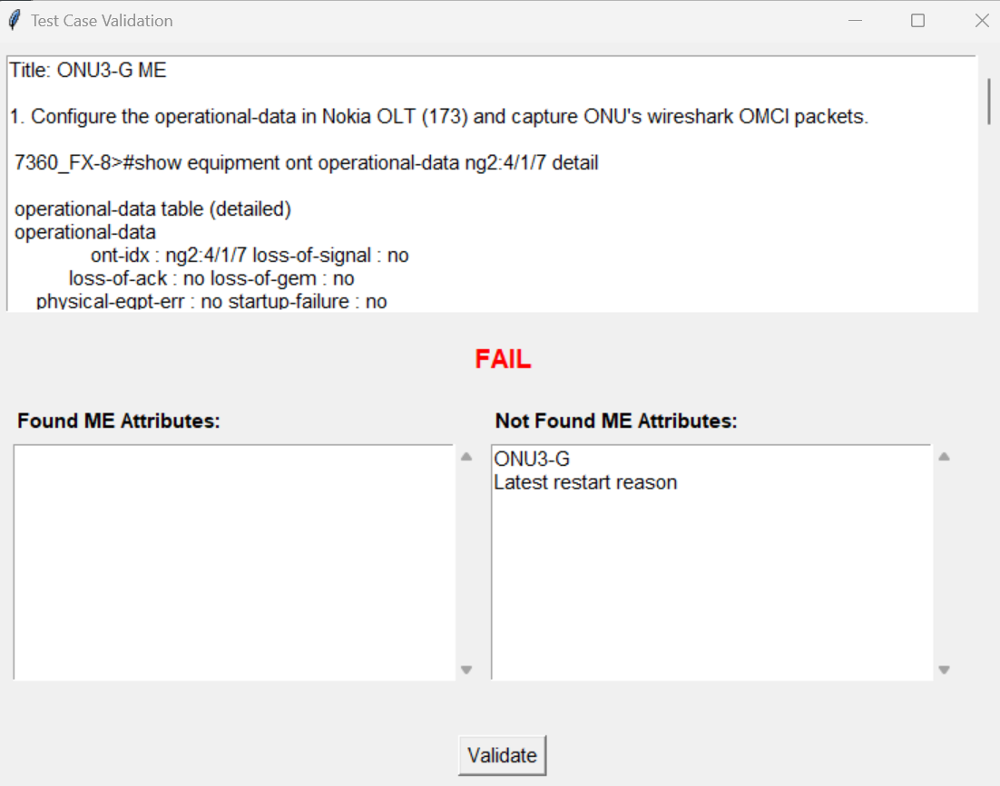 Test Case Validation
Title: ONU3-G ME
1. Configure the operational-data in Nokia OLT (173) and capture ONU's wireshark OMCI packets.
7360_FX-8>#show equipment ont operational-data ng2:4/1/7 detail
operational-data table (detailed)
operational-data
ont-idx : ng2:4/1/7 loss-of-signal : no
loss-of-ack : no loss-of-gem : no
physical-eqpt-err : no startup-failure : no
FAIL
Found ME Attributes:
Not Found ME Attributes:
ONU3-G
Latest restart reason
Validate